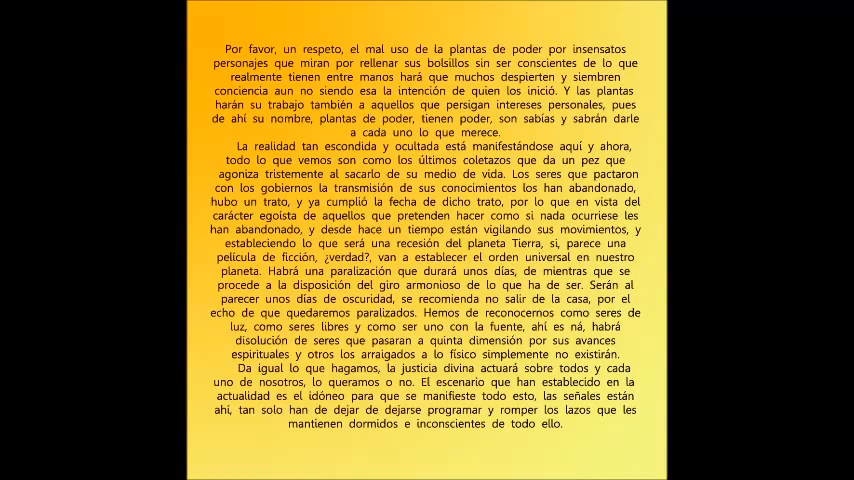 Por favor, un respeto, el mal uso de la plantas de poder por insensatos
personajes que miran por rellenar sus bolsillos sin ser conscientes de lo que
realmente tienen entre manos hará que muchos despierten y siembren
conciencia aun no siendo esa la intención de quien los inició. Y las plantas
harán su trabajo también a aquellos que persigan intereses personales, pues
de ahí su nombre, plantas de poder, tienen poder, son sabías y sabrán darle
a cada uno lo que merece.
La realidad tan escondida y ocultada está manifestándose aquí y ahora,
todo lo que vemos son como los últimos coletazos que da un pez que
agoniza tristemente al sacarlo de su medio de vida. Los seres que pactaron
con los gobiernos la transmisión de sus conocimientos los han abandonado,
hubo un trato, y ya cumplió la fecha de dicho trato, por lo que en vista del
carácter egoísta de aquellos que pretenden hacer como si nada ocurriese les
han abandonado, y desde hace un tiempo están vigilando sus movimientos, y
estableciendo lo que será una recesión del planeta Tierra, si, parece una
película de ficción, ¿verdad?, van a establecer el orden universal en nuestro
planeta. Habrá una paralización que durará unos días, de mientras que se
procede a la disposición del giro armonioso de lo que ha de ser. Serán al
parecer unos días de oscuridad, se recomienda no salir de la casa, por el
echo de que quedaremos paralizados. Hemos de reconocernos como seres de
luz, como seres libres y como ser uno con la fuente, ahí es ná, habrá
disolución de seres que pasaran a quinta dimensión por sus avances
espirituales y otros los arraigados a lo físico simplemente no existirán.
Da igual lo que hagamos, la justicia divina actuará sobre todos y cada
uno de nosotros, lo queramos o no. El escenario que han establecido en la
actualidad es el idóneo para que se manifieste todo esto, las señales están
ahí, tan solo han de dejar de dejarse programar y romper los lazos que les
mantienen dormidos e inconscientes de todo ello.